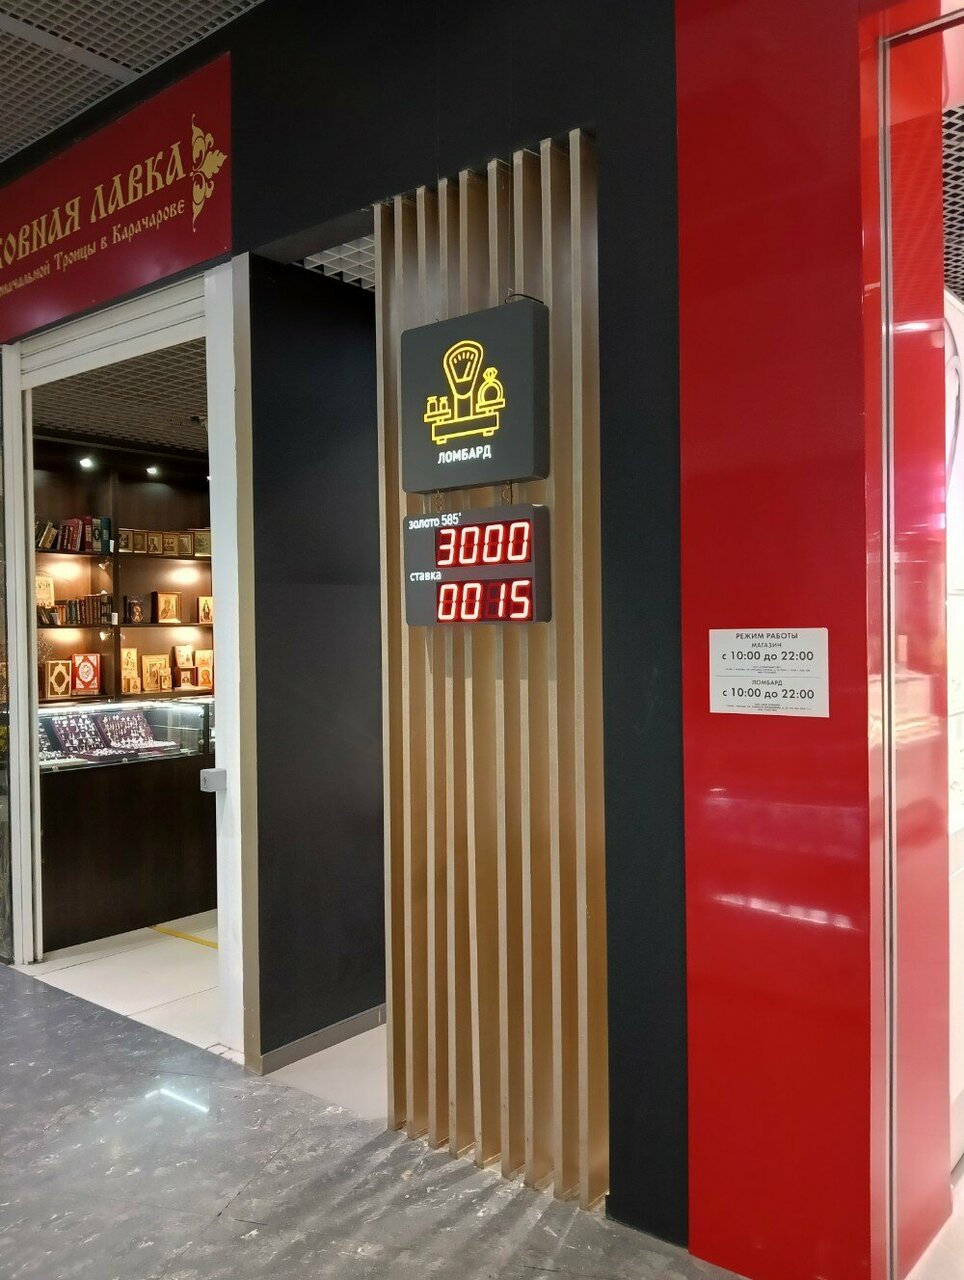 ОВНАЯ ЛАВКА
Троицы в Карачарове
ЛОМБАРД
золото 585°
3000
ставка
0015
РЕЖИМ РАБОТЫ
МАГАЗИН
с 10:00 до 22:00
ЛОМБАРД
с 10:00 до 22:00